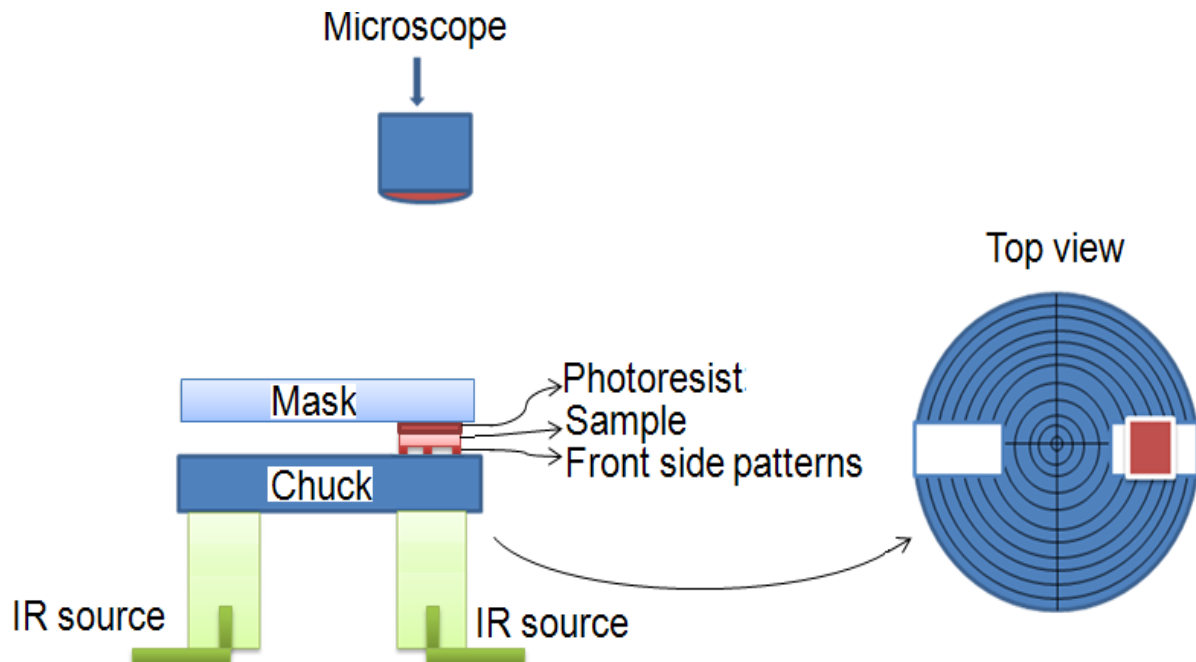 Microscope
Top view
Photoresist
Mask
Sample
Front side patterns
Chuck
IR source
IR source